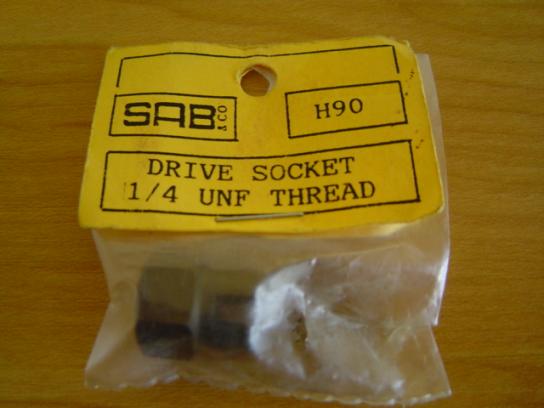 SAB & CO
H90
DRIVE SOCKET
1/4 UNF THREAD